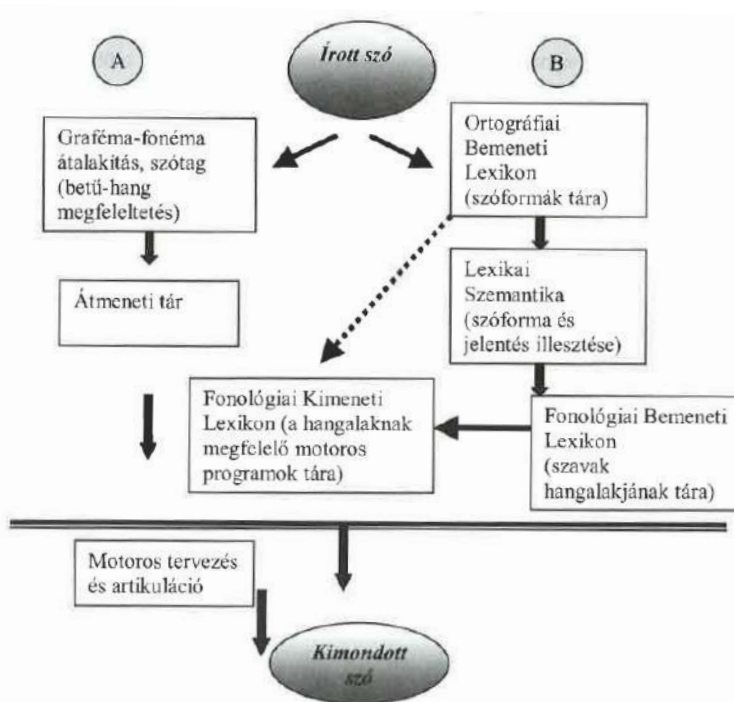 A
Írott szó
B
Graféma-fonéma
átalakítás, szótag
(betű-hang
megfeleltetés)
Ortográfiai
Bemeneti
Lexikon
(szóformák tára)
Átmeneti tár
Lexikai
Szemantika
(szóforma és
jelentés illesztése)
Fonológiai Kimeneti
Lexikon (a hangalaknak
megfelelő motoros
programok tára)
Fonológiai Bemeneti
Lexikon
(szavak
hangalakjának tára)
Motoros tervezés
és artikuláció
Kimondott
szó